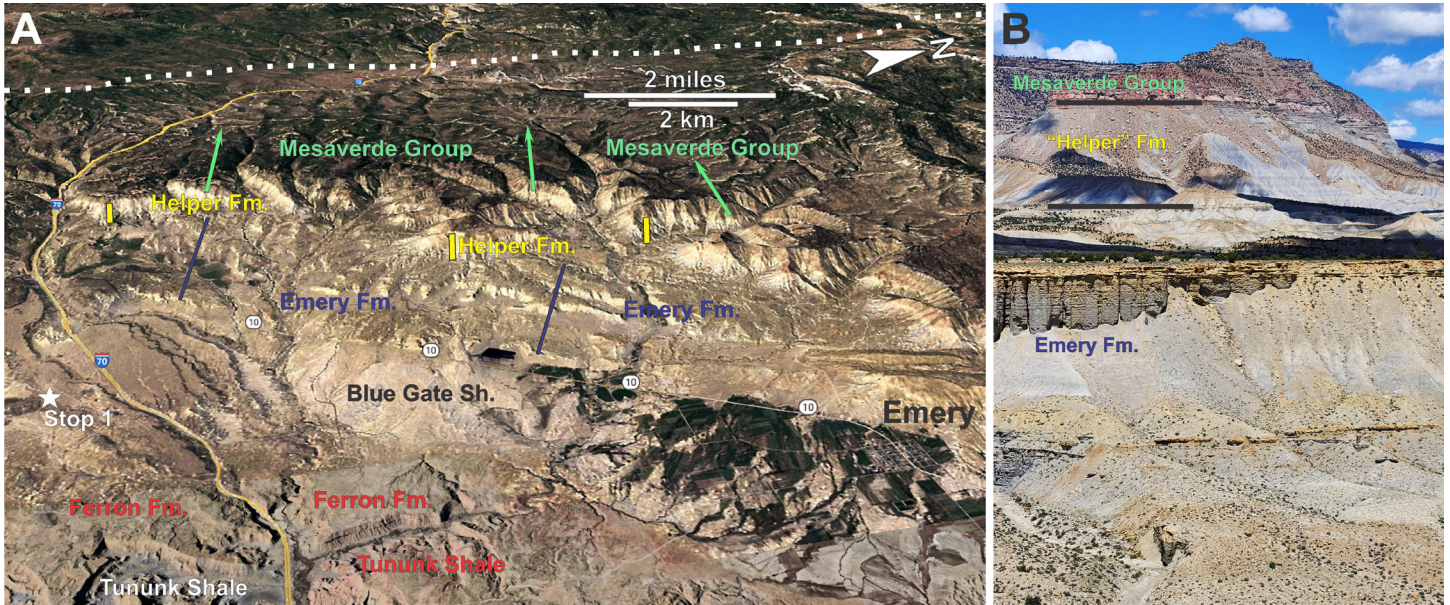 A
N
70
2 miles
2 km
Mesaverde Group
Mesaverde Group
70
Helper Fm.
Helper Fm.
Emery Fm.
Emery Fm.
10
10
70
10
Blue Gate Sh.
10
Emery
Stop 1
Ferron Fm.
Ferron Fm.
Tununk Shale
Tununk Shale
B
Mesaverde Group
“Helper” Fm.
Emery Fm.